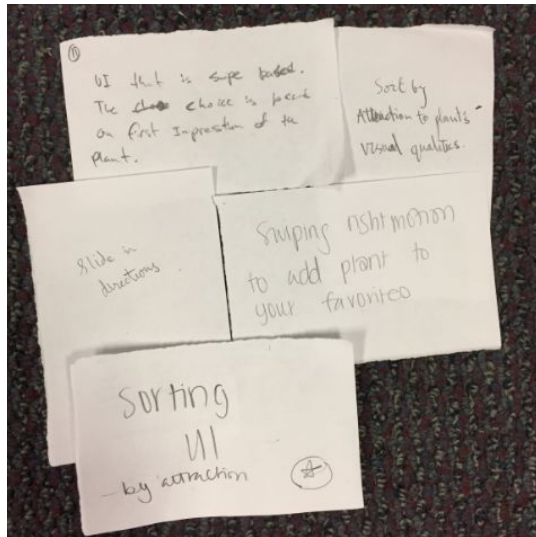 ①
UI that is swipe based.
The choice is based
on first Impression of the
plant.
Sort by
Attraction to plant's
visual qualities.
Slide in
directions.
Swiping right motion
to add plant to
your favorites
Sorting
UI
- by attraction